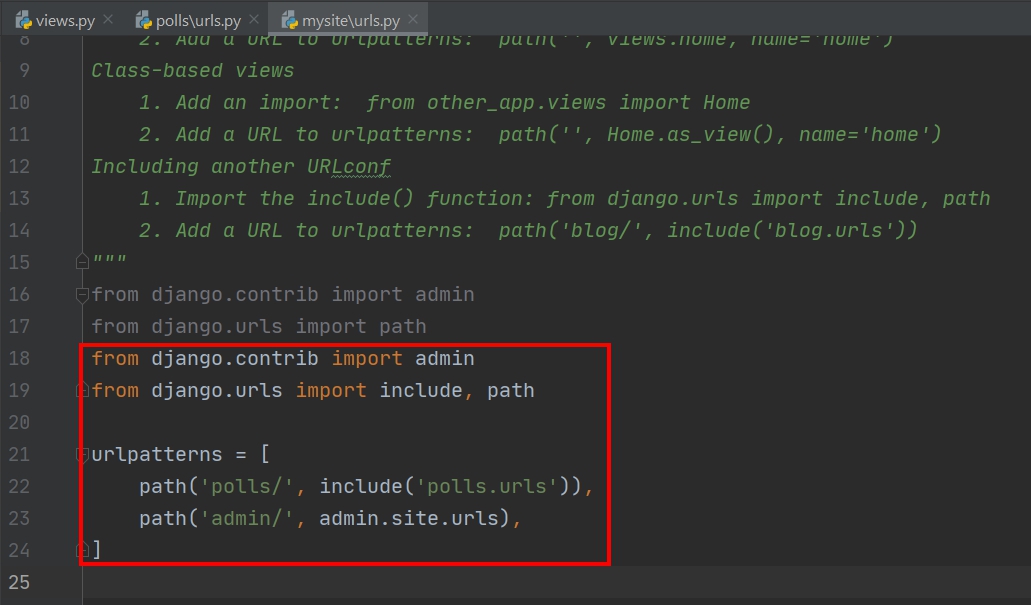 views.py polls\urls.py mysite\urls.py
8 2. Add a URL to urlpatterns:  path('', views.home, name='home')
9 Class-based views
10     1. Add an import:  from other_app.views import Home
11     2. Add a URL to urlpatterns:  path('', Home.as_view(), name='home')
12 Including another URLconf
13     1. Import the include() function: from django.urls import include, path
14     2. Add a URL to urlpatterns:  path('blog/', include('blog.urls'))
15 """
16 from django.contrib import admin
17 from django.urls import path
18 from django.contrib import admin
19 from django.urls import include, path
20
21 urlpatterns = [
22     path('polls/', include('polls.urls')),
23     path('admin/', admin.site.urls),
24 ]
25